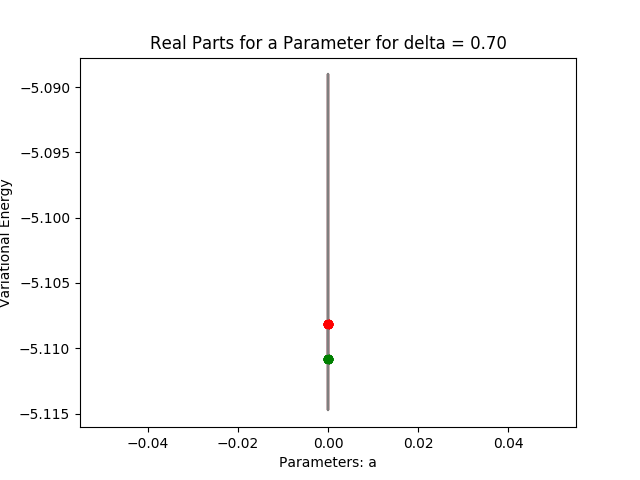 Real Parts for a Parameter for delta = 0.70
Variational Energy
−5.090
−5.095
−5.100
−5.105
−5.110
−5.115
−0.04 −0.02 0.00 0.02 0.04
Parameters: a